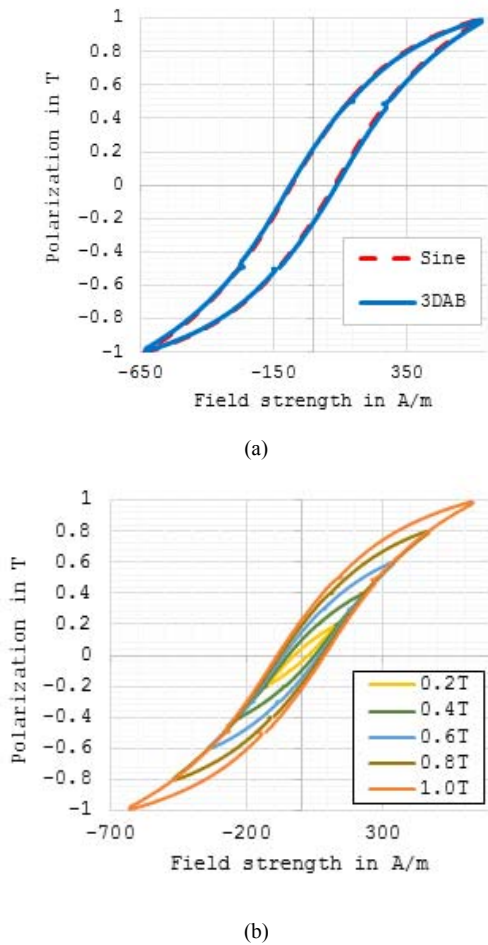 Polarization in T
1
0.8
0.6
0.4
0.2
0
-0.2
-0.4
-0.6
-0.8
-1
Sine
3DAB
-650 -150 350
Field strength in A/m
(a)
Polarization in T
1
0.8
0.6
0.4
0.2
0
-0.2
-0.4
-0.6
-0.8
-1
0.2T
0.4T
0.6T
0.8T
1.0T
-700 -200 300
Field strength in A/m
(b)